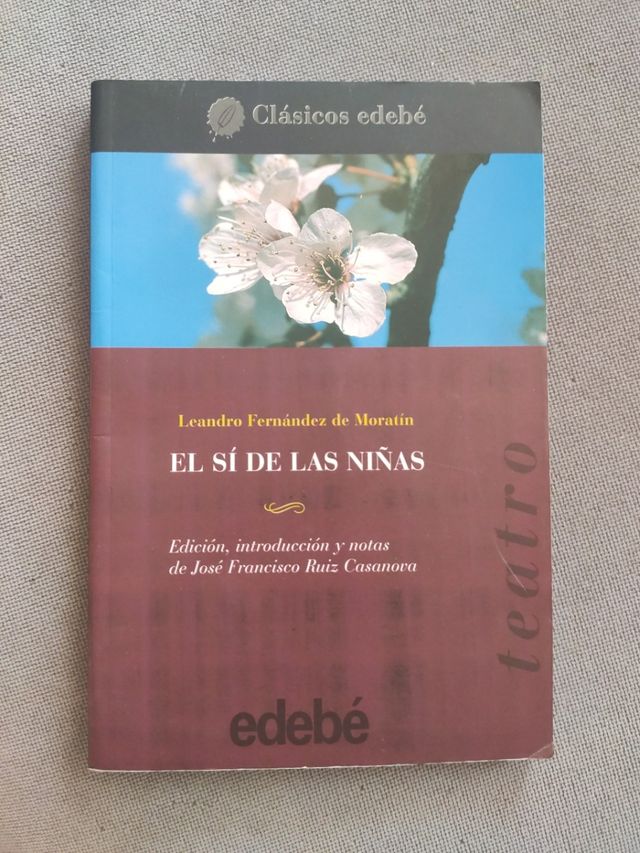 Clásicos edebé
Leandro Fernández de Moratín
EL SÍ DE LAS NIÑAS
Edición, introducción y notas
de José Francisco Ruiz Casanova
teatro
edebé